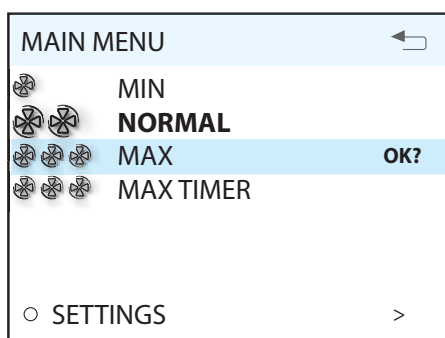 MAIN MENU
MIN
NORMAL
MAX OK?
MAX TIMER
SETTINGS >